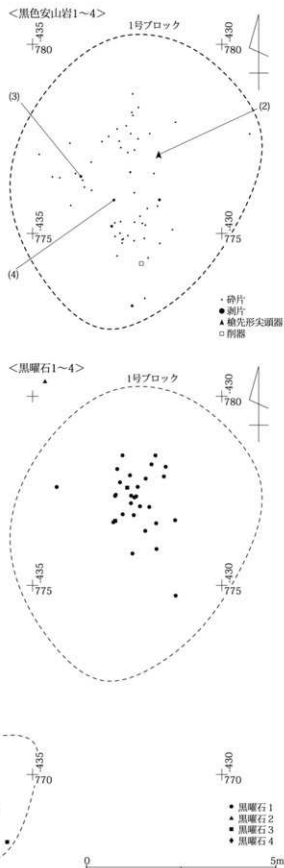 <黒色安山岩1~4>
1号ブロック
-435
780
-430
780
(3)
(2)
-435
775
-430
775
(4)
・砕片
●剥片
▲槍先形尖頭器
□削器
<黒曜石1~4>
1号ブロック
-430
780
-435
775
-430
775
-435
770
-430
770
●黒曜石1
▲黒曜石2
■黒曜石3
♦黒曜石4
0
5m